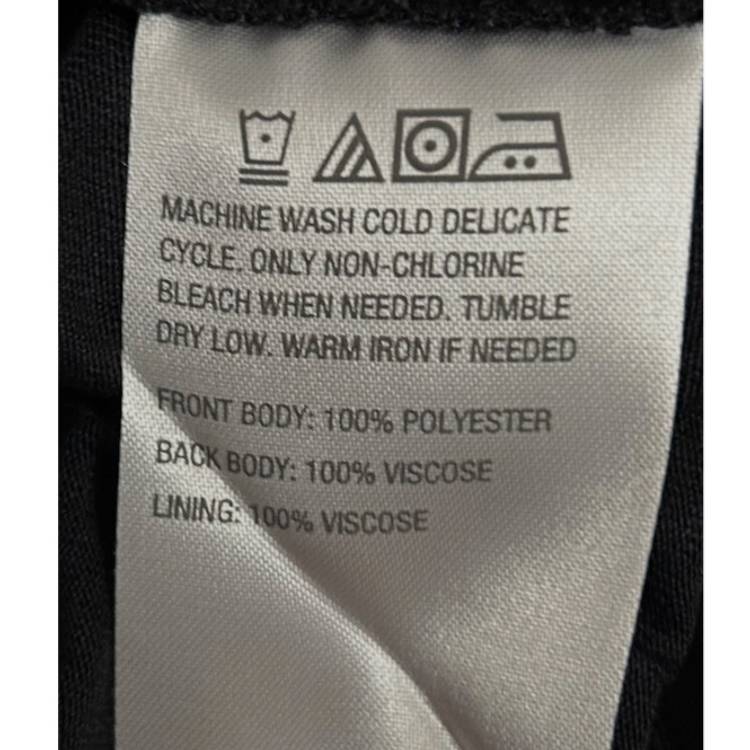 MACHINE WASH COLD DELICATE
CYCLE. ONLY NON-CHLORINE
BLEACH WHEN NEEDED. TUMBLE
DRY LOW. WARM IRON IF NEEDED
FRONT BODY: 100% POLYESTER
BACK BODY: 100% VISCOSE
LINING: 100% VISCOSE